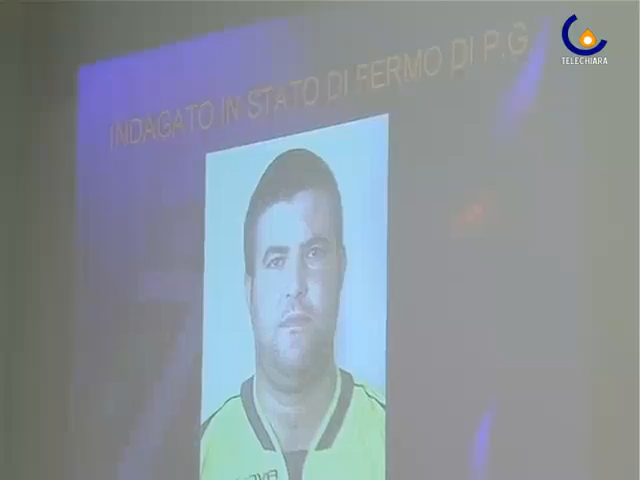 INDAGATO IN STATO DI FERMO DI P.G
TELECHIARA